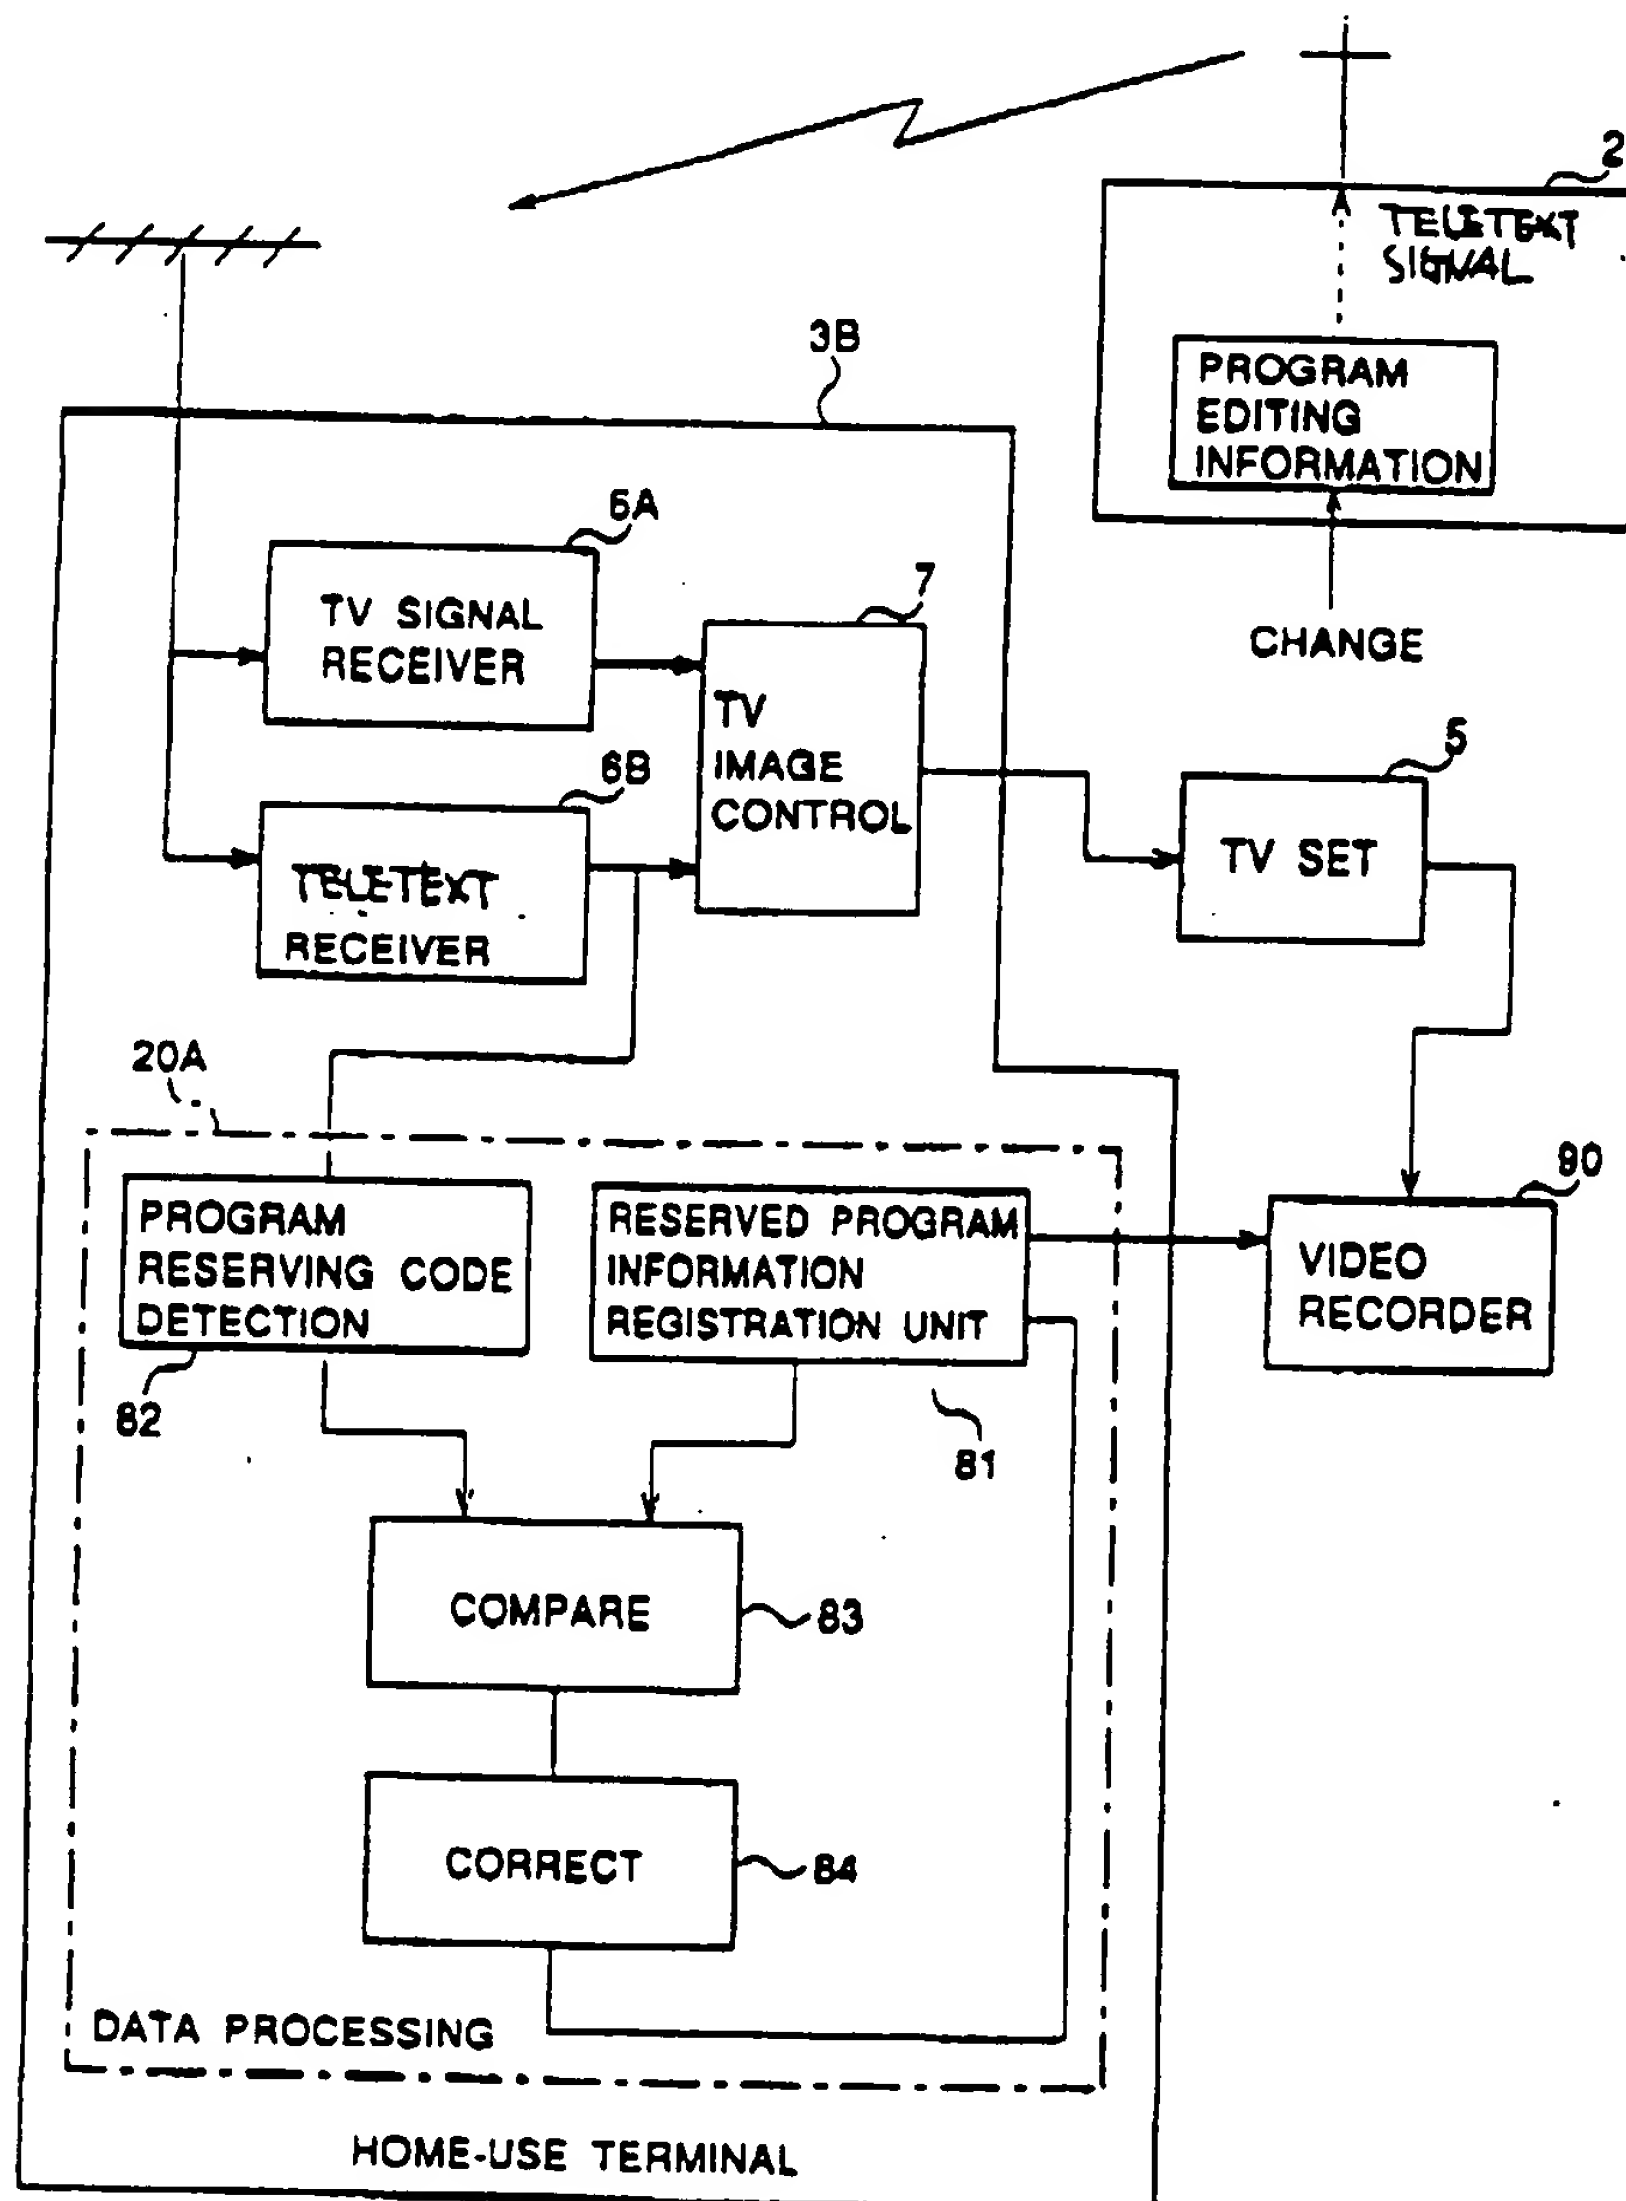 2
TELETEXT
SIGNAL
PROGRAM
EDITING
INFORMATION
CHANGE
3B
6A
TV SIGNAL
RECEIVER
7
TV
IMAGE
CONTROL
6B
TELETEXT
RECEIVER
5
TV SET
20A
PROGRAM
RESERVING CODE
DETECTION
82
RESERVED PROGRAM
INFORMATION
REGISTRATION UNIT
81
90
VIDEO
RECORDER
COMPARE
83
CORRECT
84
DATA PROCESSING
HOME-USE TERMINAL